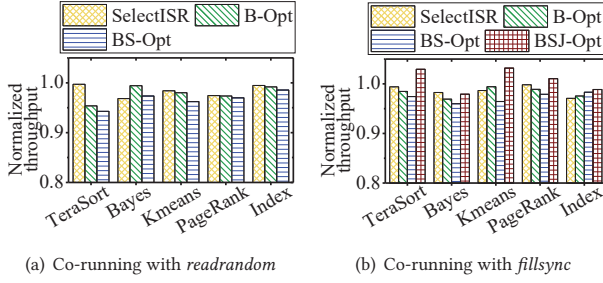 SelectISR B-Opt
BS-Opt
Normalized
throughput
1.0
0.9
0.8
TeraSort
Bayes
Kmeans
PageRank
Index
(a) Co-running with readrandom
SelectISR B-Opt
BS-Opt BSJ-Opt
Normalized
throughput
1.0
0.9
0.8
TeraSort
Bayes
Kmeans
PageRank
Index
(b) Co-running with fillsync